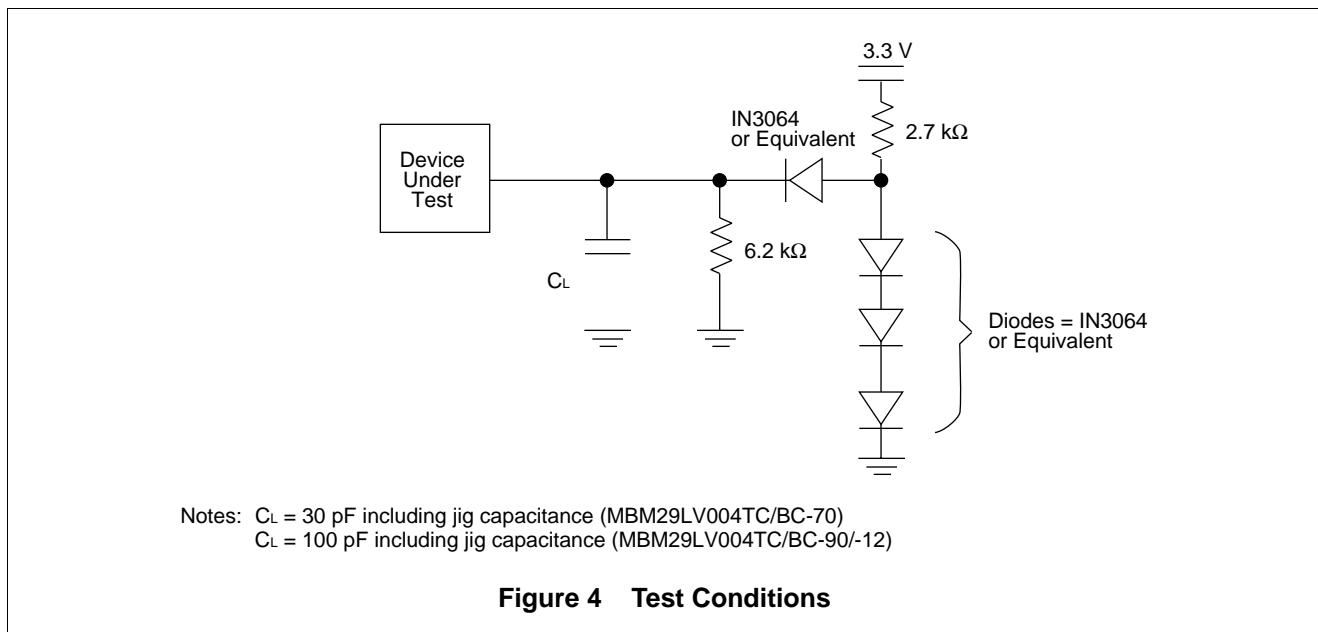 3.3 V
IN3064
or Equivalent
2.7 kΩ
Device
Under
Test
6.2 kΩ
CL
Diodes = IN3064
or Equivalent
Notes: CL = 30 pF including jig capacitance (MBM29LV004TC/BC-70)
CL = 100 pF including jig capacitance (MBM29LV004TC/BC-90/-12)
Figure 4 Test Conditions